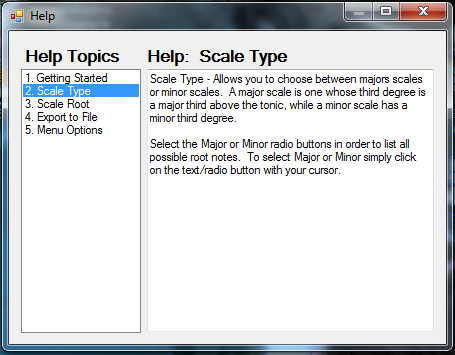 Help
Help Topics
1. Getting Started
2. Scale Type
3. Scale Root
4. Export to File
5. Menu Options
Help:  Scale Type
Scale Type - Allows you to choose between majors scales
or minor scales.  A major scale is one whose third degree is
a major third above the tonic, while a minor scale has a
minor third degree.
Select the Major or Minor radio buttons in order to list all
possible root notes.  To select Major or Minor simply click
on the text/radio button with your cursor.